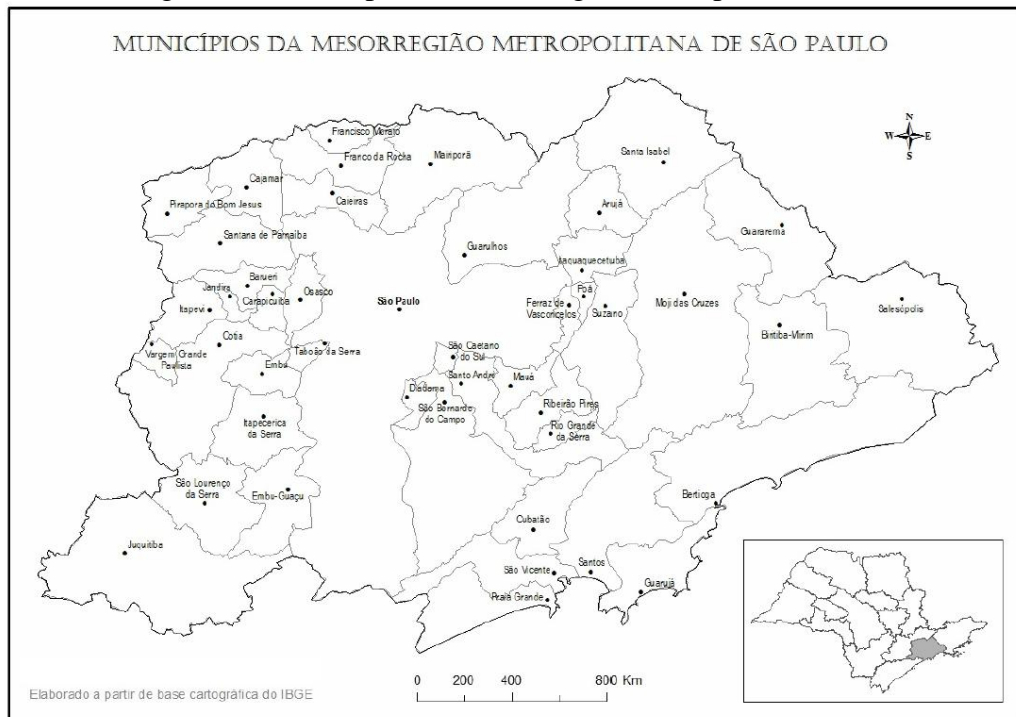 MUNICÍPIOS DA MESORREGIÃO METROPOLITANA DE SÃO PAULO
N
W E
S
Francisco Morato
Franco da Rocha
Mairiporã
Santa Isabel
Cajamar
Caieiras
Pirapora do Bom Jesus
Arujá
Guararema
Santana de Parnaíba
Guarulhos
Itaquaquecetuba
Barueri
Jandira
Carapicuíba
Osasco
São Paulo
Poá
Ferraz de
Vasconcelos
Suzano
Moji das Cruzes
Salesópolis
Itapevi
Biritiba-Mirim
Cotia
Vargem Grande
Paulista
Taboão da Serra
São Caetano
do Sul
Embú
Santo André
Mauá
Diadema
São Bernardo
do Campo
Ribeirão Pires
Itapecerica
da Serra
Rio Grande
da Serra
São Lourenço
da Serra
Embu-Guaçu
Bertioga
Cubatão
Juquitiba
São Vicente
Santos
Guarujá
Praia Grande
Elaborado a partir de base cartográfica do IBGE
0 200 400 800 Km